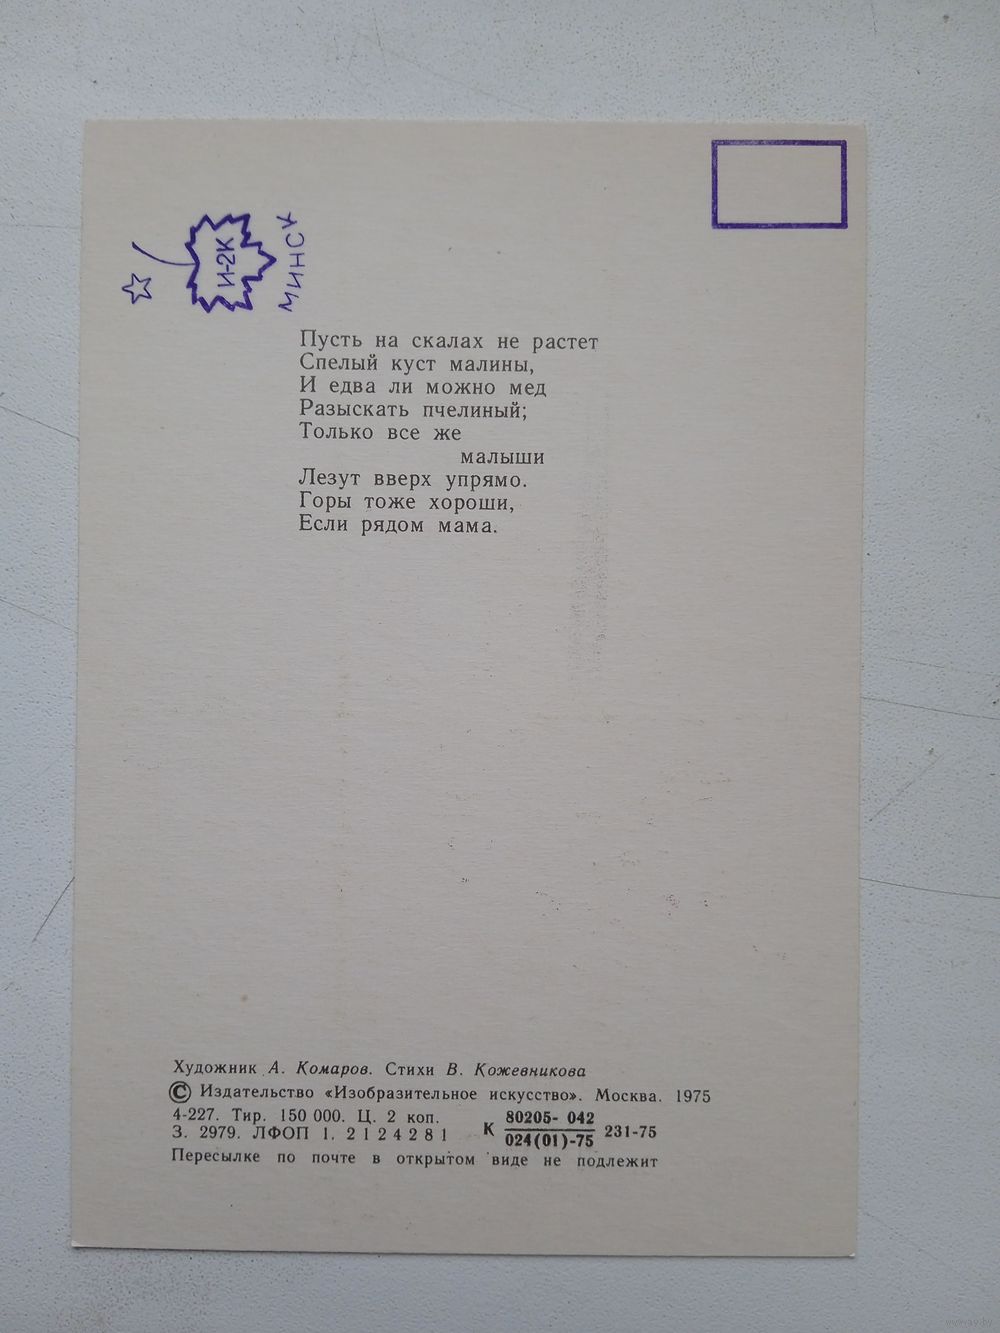 И-2К
МИНСК
Пусть на скалах не растет
Спелый куст малины,
И едва ли можно мед
Разыскать пчелиный;
Только все же
малыши
Лезут вверх упрямо.
Горы тоже хороши,
Если рядом мама.
Художник А. Комаров. Стихи В. Кожевникова
© Издательство «Изобразительное искусство». Москва. 1975
4-227. Тир. 150 000. Ц. 2 коп.
З. 2979. ЛФОП 1. 2124281
К 80205-042
024(01)-75 231-75
Пересылке по почте в открытом виде не подлежит